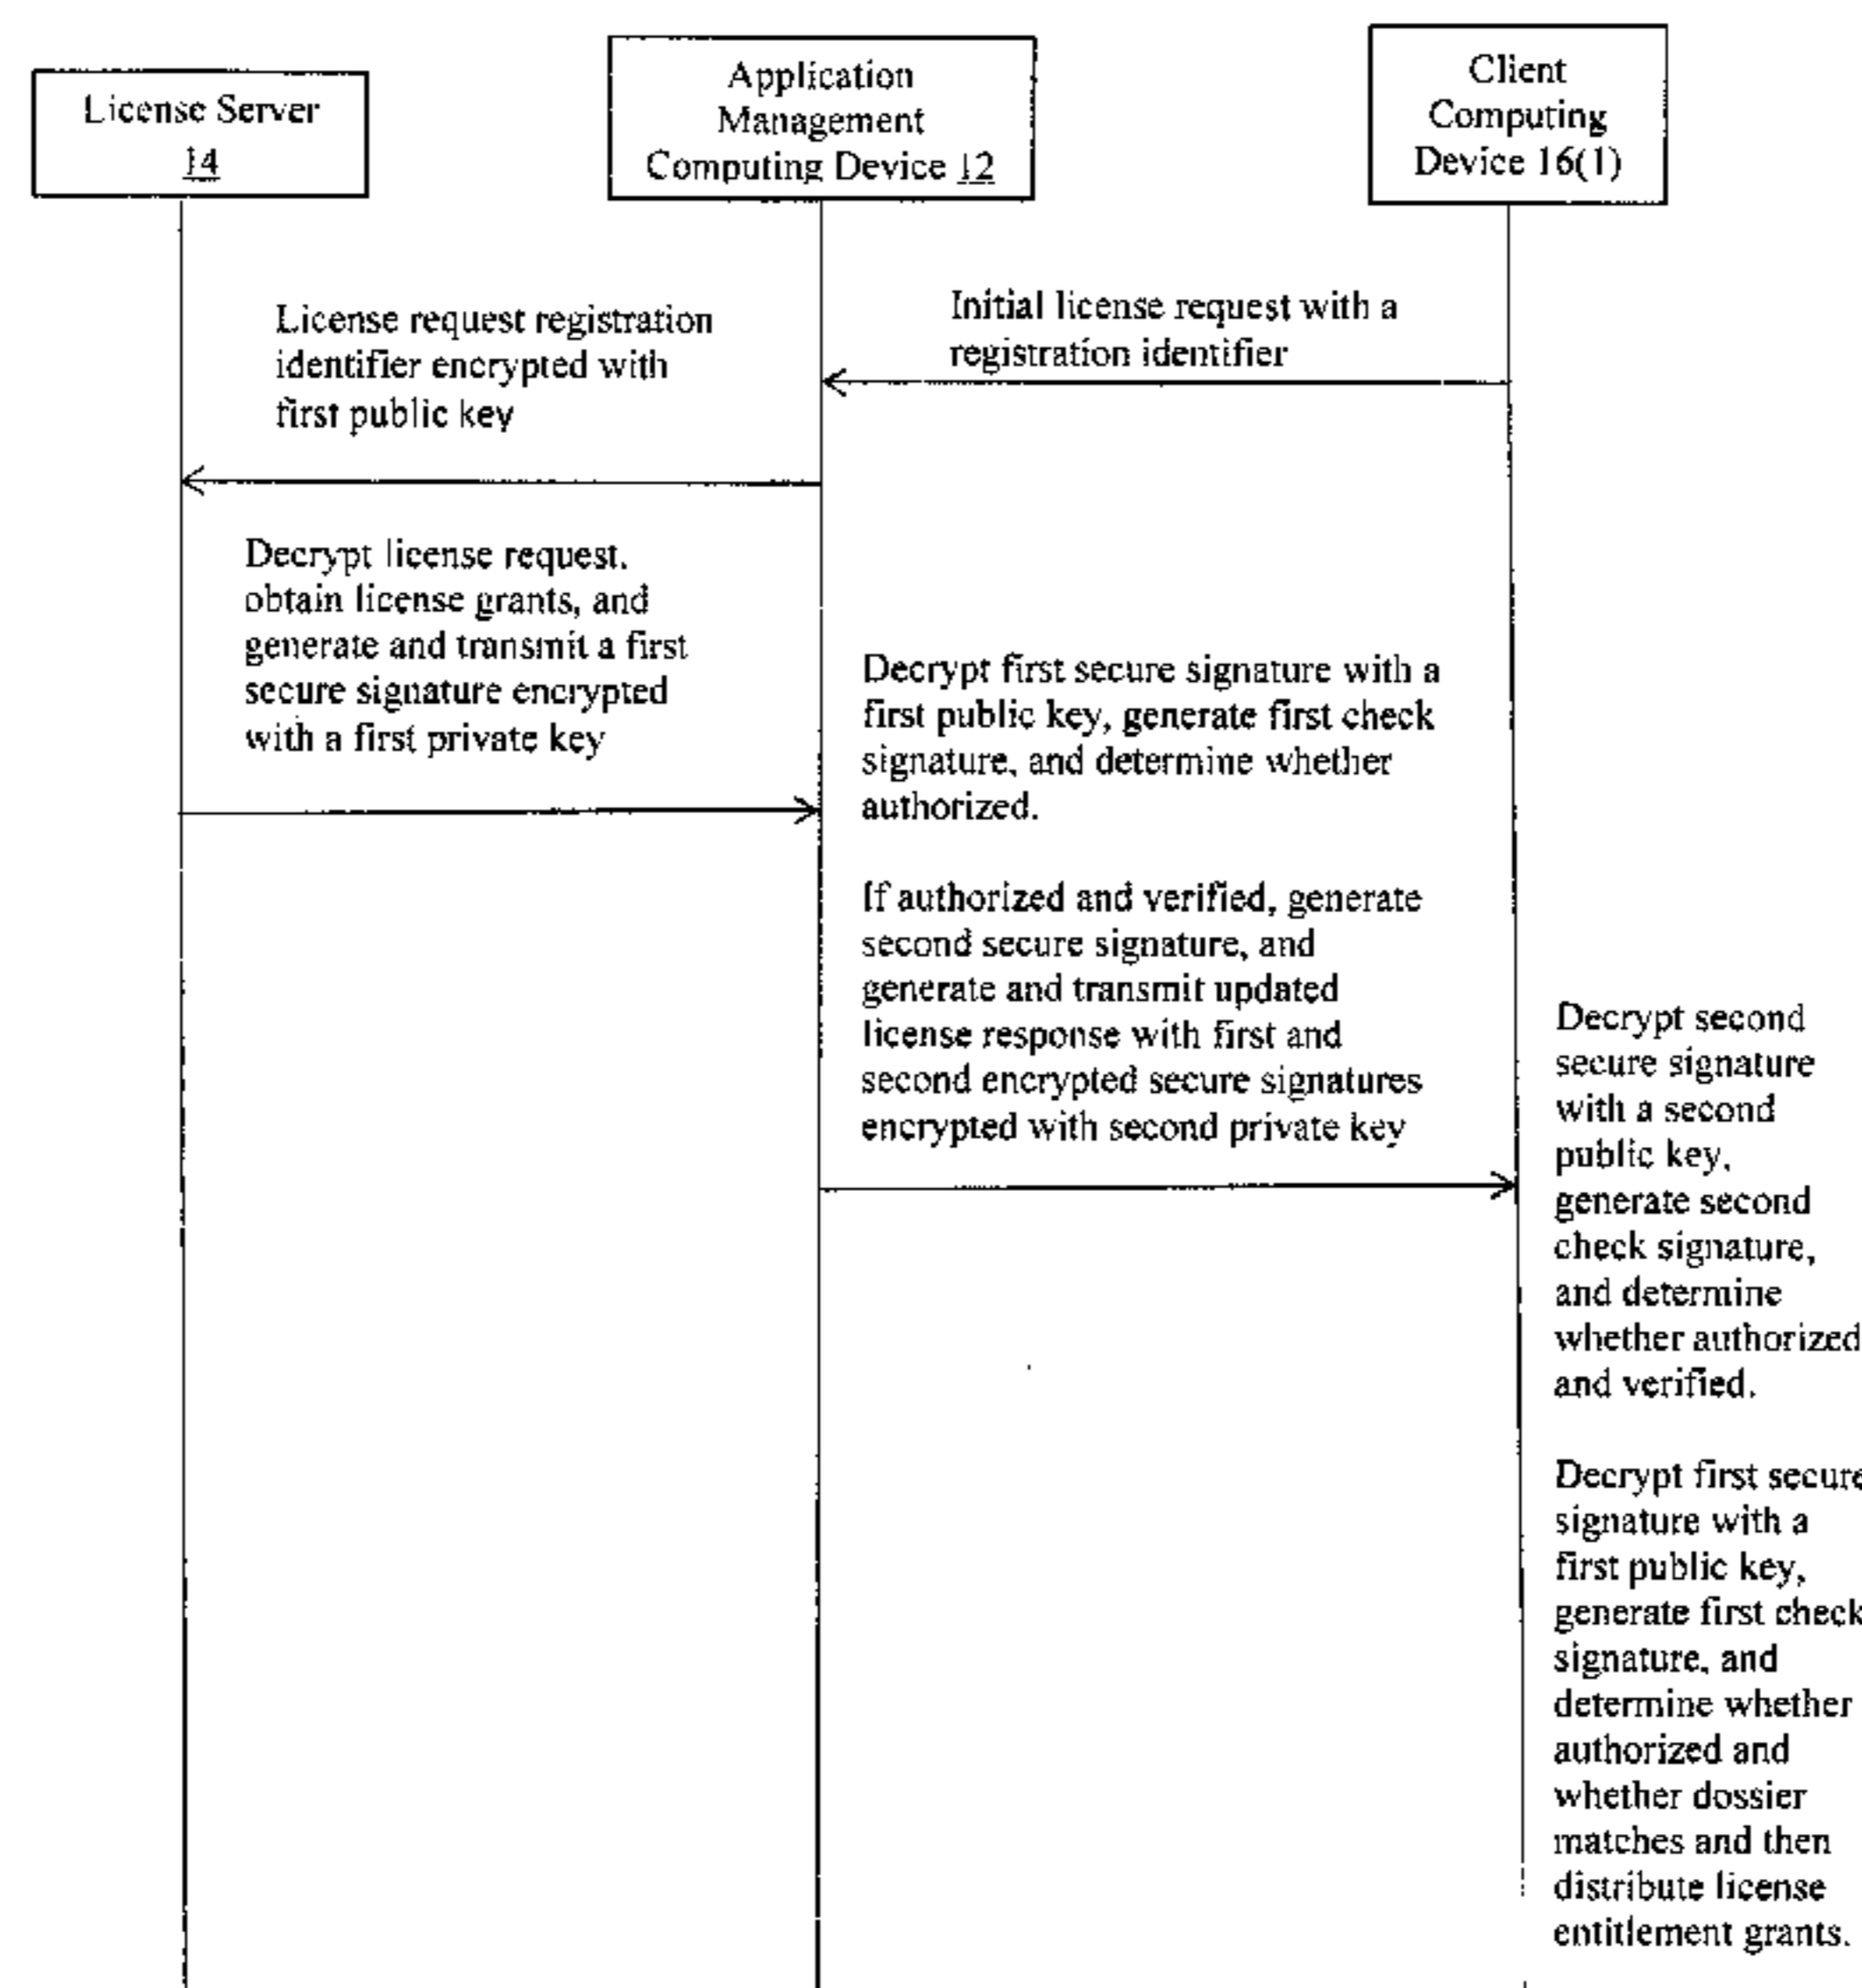 License Server
14
Application
Management
Computing Device 12
Client
Computing
Device 16(1)
Initial license request with a
registration identifier
License request registration
identifier encrypted with
first public key
Decrypt license request,
obtain license grants, and
generate and transmit a first
secure signature encrypted
with a first private key
Decrypt first secure signature with a
first public key, generate first check
signature, and determine whether
authorized.
If authorized and verified, generate
second secure signature, and
generate and transmit updated
license response with first and
second encrypted secure signatures
encrypted with second private key
Decrypt second
secure signature
with a second
public key,
generate second
check signature,
and determine
whether authorized
and verified.
Decrypt first secure
signature with a
first public key,
generate first check
signature, and
determine whether
authorized and
whether dossier
matches and then
distribute license
entitlement grants.